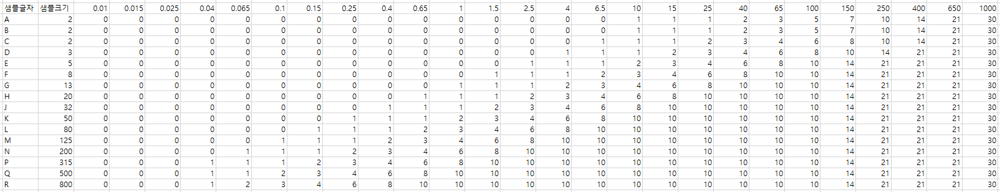 샘플글자 샘플크기 0.01 0.015 0.025 0.04 0.065 0.1 0.15 0.25 0.4 0.65 1 1.5 2.5 4 6.5 10 15 25 40 65 100 150 250 400 650 1000
A 2 0 0 0 0 0 0 0 0 0 0 0 0 0 0 0 1 1 1 2 3 5 7 10 14 21 30
B 2 0 0 0 0 0 0 0 0 0 0 0 0 0 0 0 1 1 1 2 3 5 7 10 14 21 30
C 2 0 0 0 0 0 0 0 0 0 0 0 0 0 0 1 1 1 2 3 4 6 8 10 14 21 30
D 3 0 0 0 0 0 0 0 0 0 0 0 0 0 1 1 1 2 3 4 6 8 10 14 21 21 30
E 5 0 0 0 0 0 0 0 0 0 0 0 0 1 1 1 2 3 4 6 8 10 14 21 21 21 30
F 8 0 0 0 0 0 0 0 0 0 0 0 1 1 1 2 3 4 6 8 10 10 14 21 21 21 30
G 13 0 0 0 0 0 0 0 0 0 0 1 1 1 2 3 4 6 8 10 10 10 14 21 21 21 30
H 20 0 0 0 0 0 0 0 0 0 1 1 1 2 3 4 6 8 10 10 10 10 14 21 21 21 30
J 32 0 0 0 0 0 0 0 0 1 1 1 2 3 4 6 8 10 10 10 10 10 14 21 21 21 30
K 50 0 0 0 0 0 0 0 1 1 1 2 3 4 6 8 10 10 10 10 10 10 14 21 21 21 30
L 80 0 0 0 0 0 0 1 1 1 2 3 4 6 8 10 10 10 10 10 10 10 14 21 21 21 30
M 125 0 0 0 0 0 1 1 1 2 3 4 6 8 10 10 10 10 10 10 10 10 14 21 21 21 30
N 200 0 0 0 0 1 1 1 2 3 4 6 8 10 10 10 10 10 10 10 10 10 14 21 21 21 30
P 315 0 0 0 1 1 1 2 3 4 6 8 10 10 10 10 10 10 10 10 10 10 14 21 21 21 30
Q 500 0 0 0 1 1 2 3 4 6 8 10 10 10 10 10 10 10 10 10 10 10 14 21 21 21 30
R 800 0 0 0 1 2 3 4 6 8 10 10 10 10 10 10 10 10 10 10 10 10 14 21 21 21 30